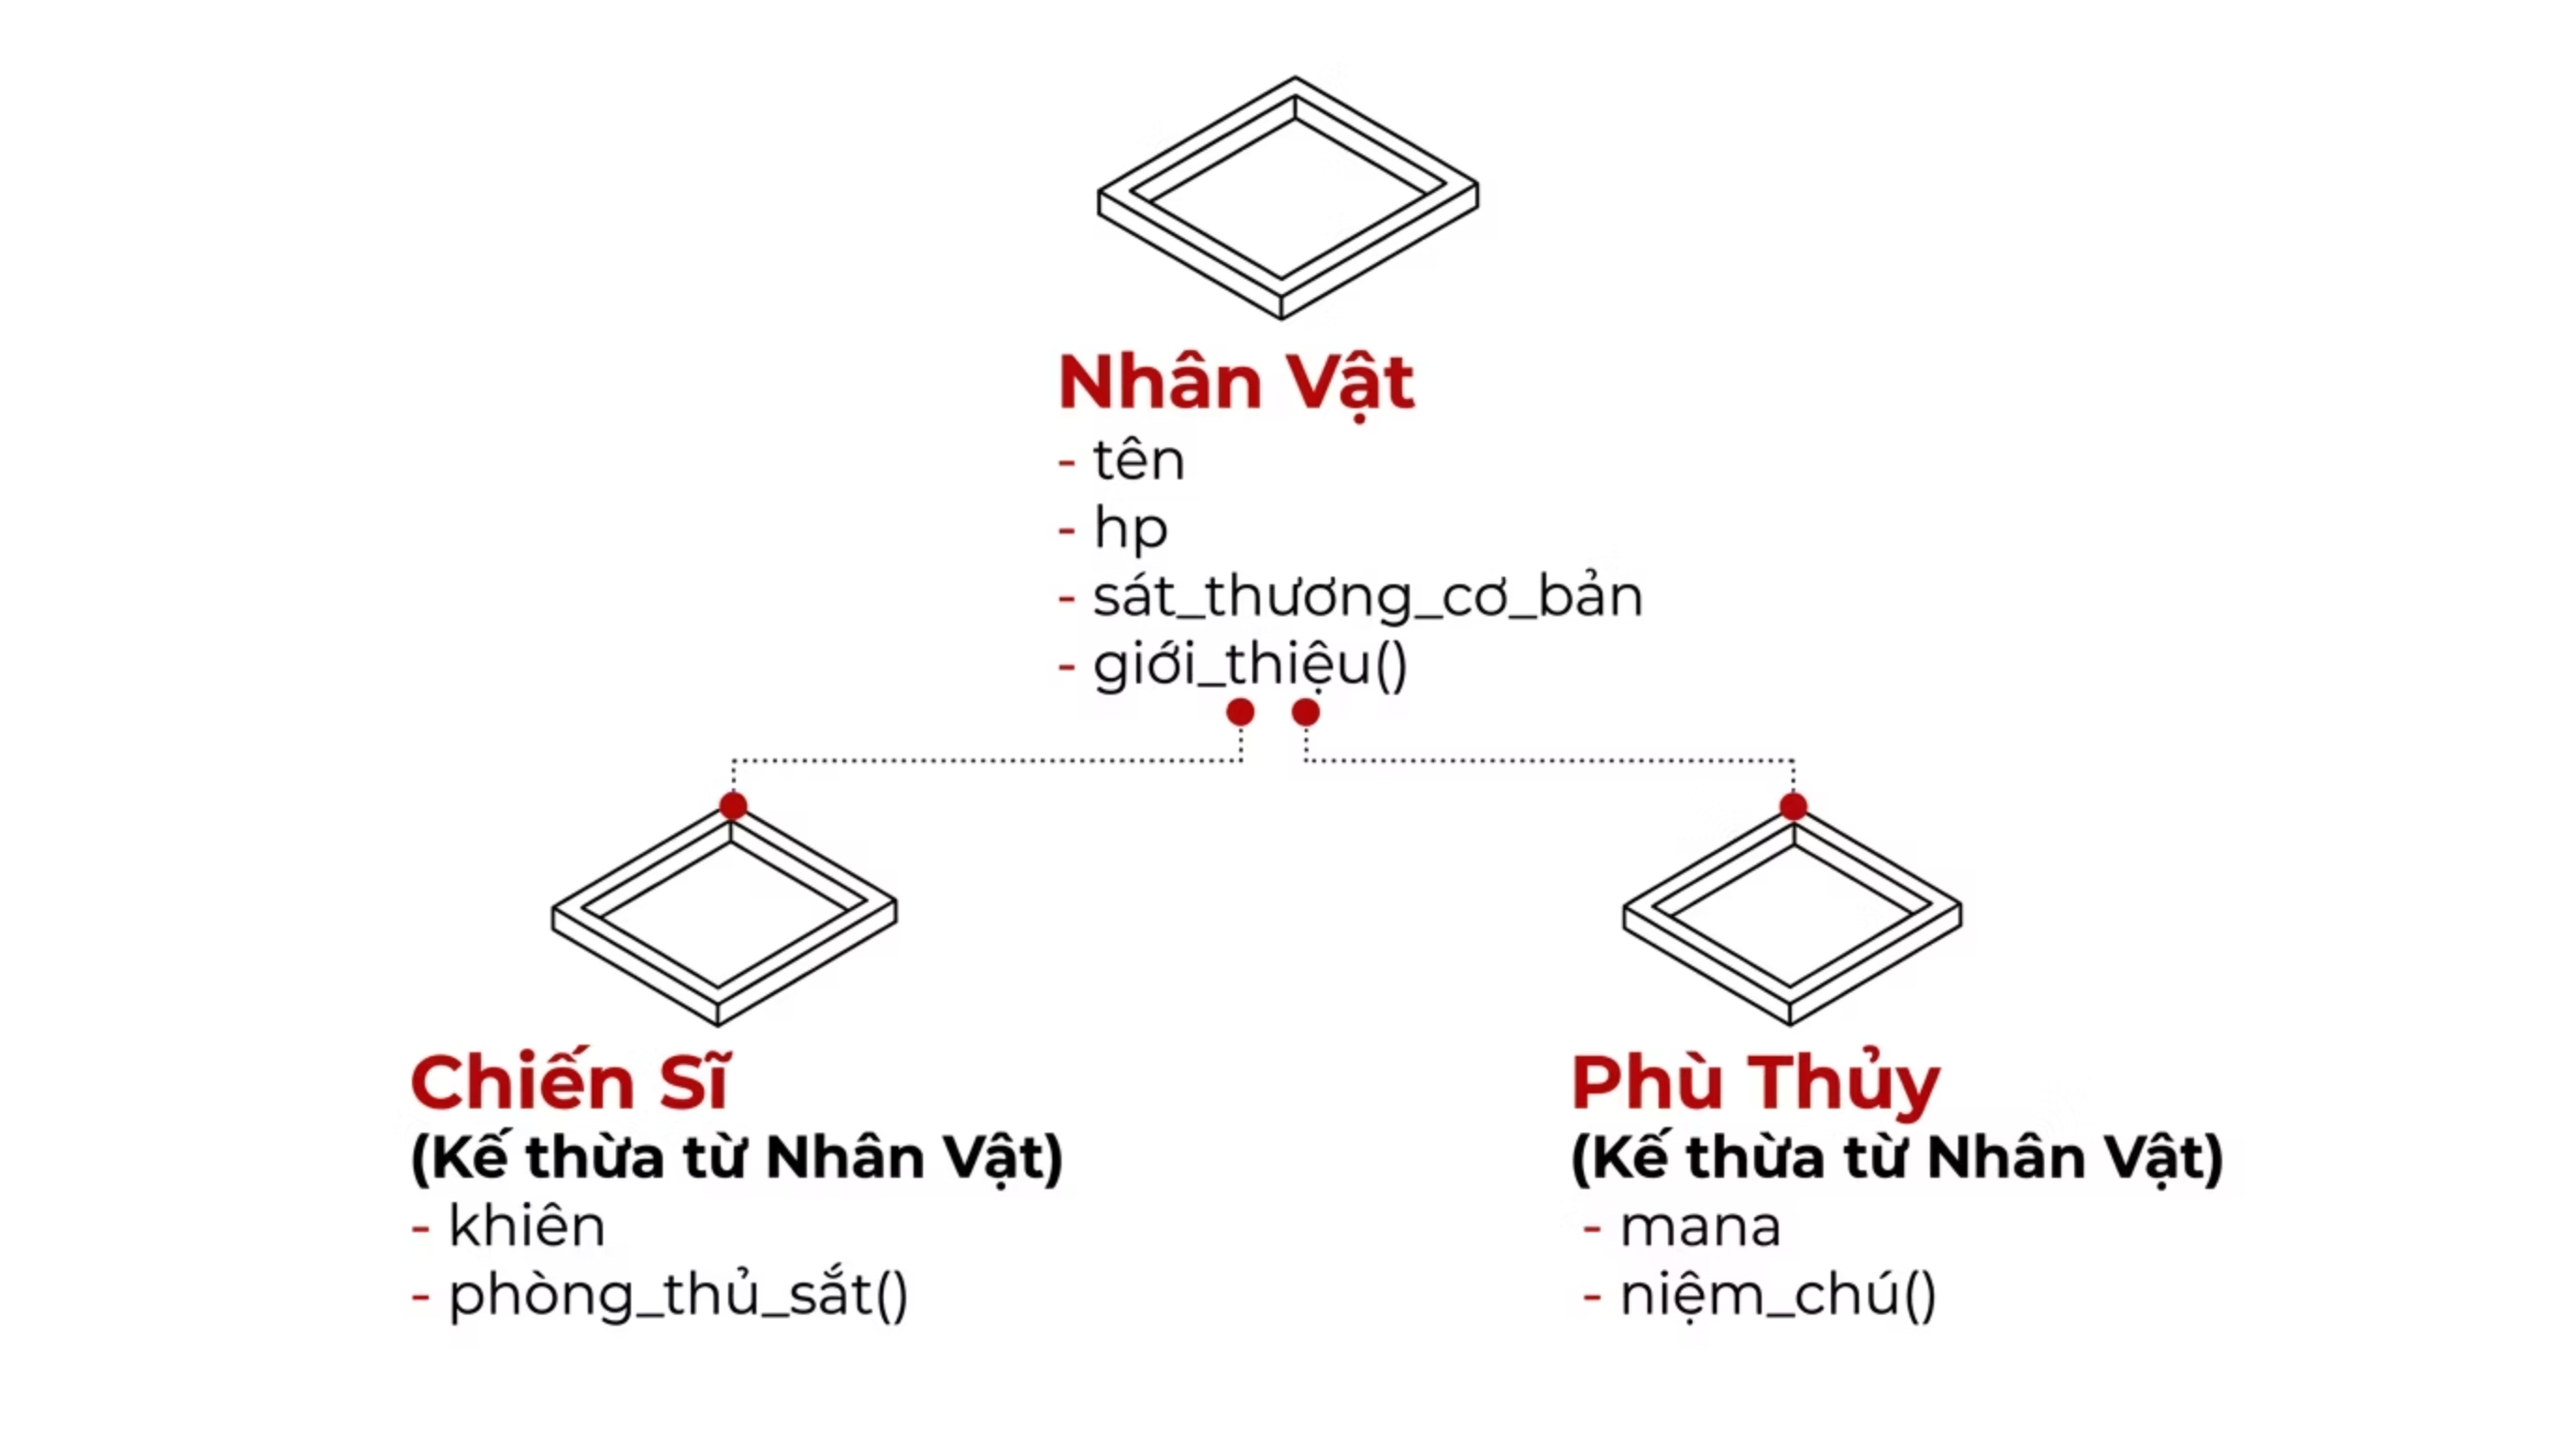 Nhân Vật
- tên
- hp
- sát_thương_cơ_bản
- giới_thiệu()
Chiến Sĩ
(Kế thừa từ Nhân Vật)
- khiên
- phòng_thủ_sắt()
Phù Thủy
(Kế thừa từ Nhân Vật)
- mana
- niệm_chú()